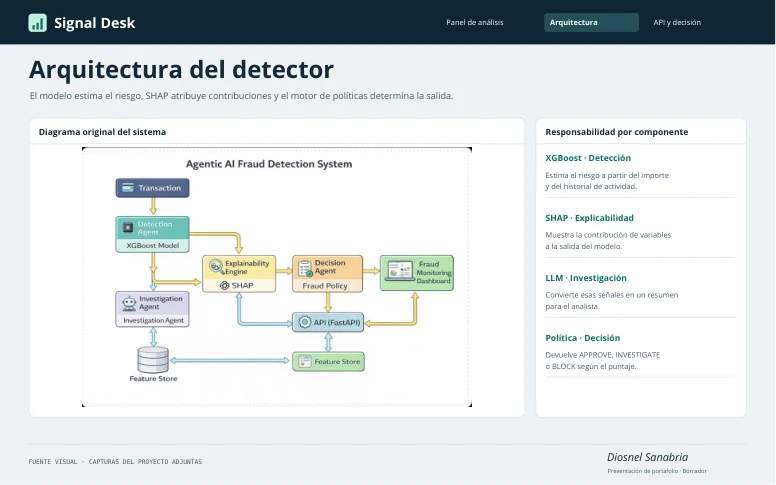 Signal Desk
Panel de análisis
Arquitectura
API y decisión
Arquitectura del detector
El modelo estima el riesgo, SHAP atribuye contribuciones y el motor de políticas determina la salida.
Diagrama original del sistema
Agentic AI Fraud Detection System
Transaction
Detection
Agent
XGBoost Model
Explainability
Engine
SHAP
Decision
Agent
Fraud Policy
Fraud
Monitoring
Dashboard
Investigation
Agent
Investigation Agent
API (FastAPI)
Feature Store
Feature Store
Responsabilidad por componente
XGBoost · Detección
Estima el riesgo a partir del importe
y del historial de actividad.
SHAP · Explicabilidad
Muestra la contribución de variables
a la salida del modelo.
LLM · Investigación
Convierte esas señales en un resumen
para el analista.
Política · Decisión
Devuelve APPROVE, INVESTIGATE
o BLOCK según el puntaje.
FUENTE VISUAL · CAPTURAS DEL PROYECTO ADJUNTAS
Diosnel Sanabria
Presentación de portafolio · Borrador